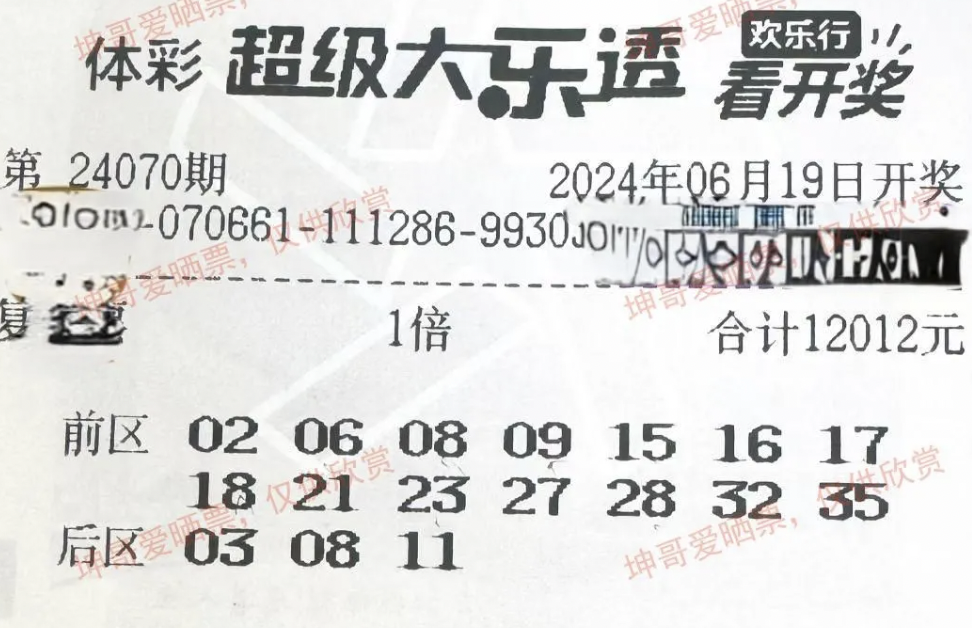 体彩 超级大乐透 欢乐行 看开奖
第 24070期 2024年06月19日开奖
-070661-111286-9930
复 1倍 合计12012元
前区 02 06 08 09 15 16 17
18 21 23 27 28 32 35
后区 03 08 11
坤哥爱晒票，仅供欣赏
坤哥爱晒票，仅供欣赏
坤哥爱晒票，仅供欣赏
坤哥爱晒票，仅供欣赏